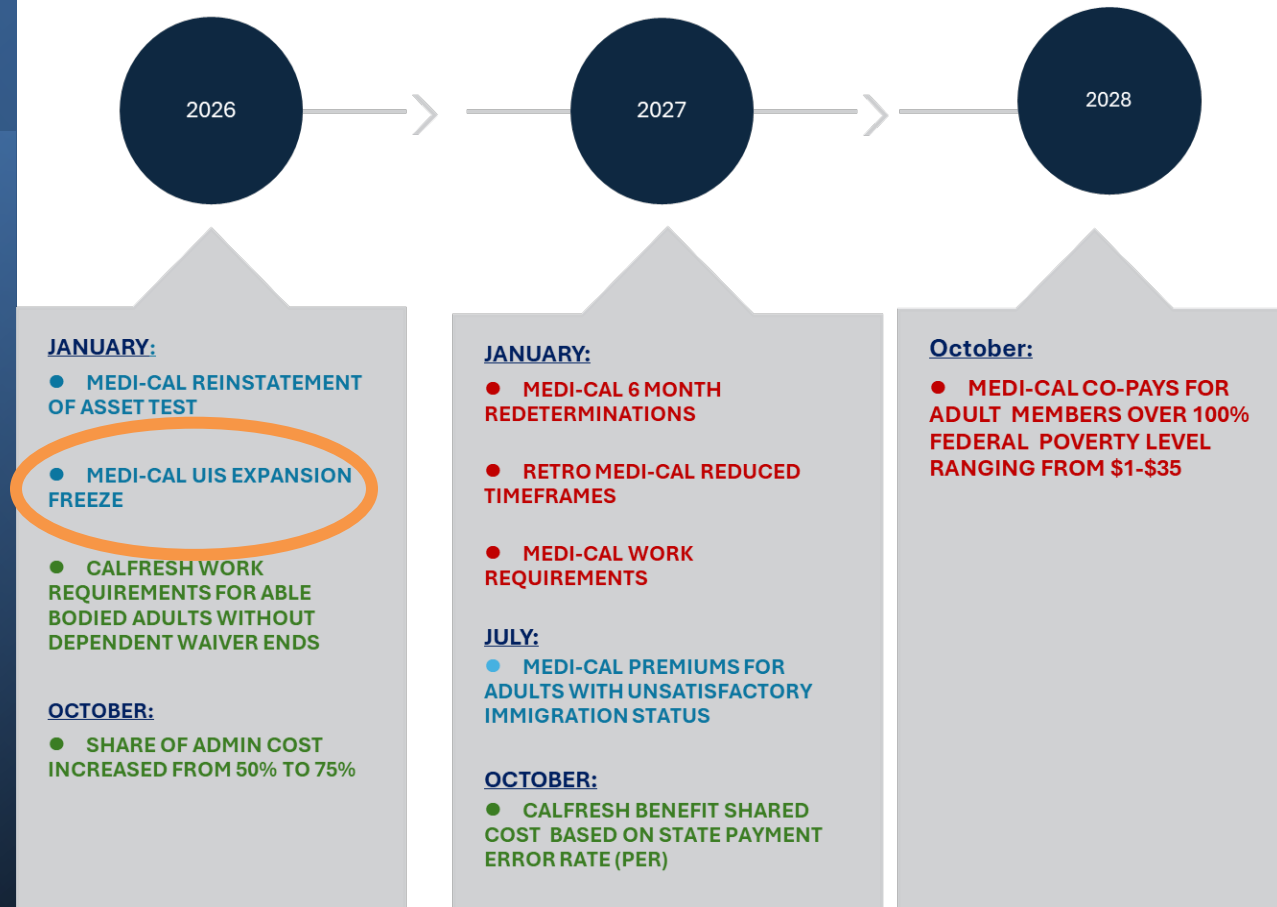 2026
2027
2028
JANUARY:
● MEDI-CAL REINSTATEMENT
OF ASSET TEST
● MEDI-CAL UIS EXPANSION
FREEZE
● CALFRESH WORK
REQUIREMENTS FOR ABLE
BODIED ADULTS WITHOUT
DEPENDENT WAIVER ENDS
OCTOBER:
● SHARE OF ADMIN COST
INCREASED FROM 50% TO 75%
JANUARY:
● MEDI-CAL 6 MONTH
REDETERMINATIONS
● RETRO MEDI-CAL REDUCED
TIMEFRAMES
● MEDI-CAL WORK
REQUIREMENTS
JULY:
● MEDI-CAL PREMIUMS FOR
ADULTS WITH UNSATISFACTORY
IMMIGRATION STATUS
OCTOBER:
● CALFRESH BENEFIT SHARED
COST BASED ON STATE PAYMENT
ERROR RATE (PER)
October:
● MEDI-CAL CO-PAYS FOR
ADULT MEMBERS OVER 100%
FEDERAL POVERTY LEVEL
RANGING FROM $1-$35